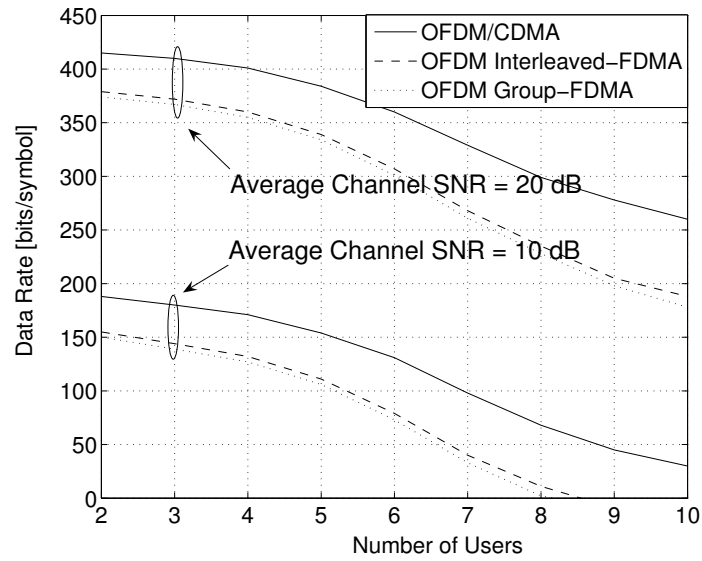 450
400
350
300
250
200
150
100
50
0
Data Rate [bits/symbol]
OFDM/CDMA
OFDM Interleaved−FDMA
OFDM Group−FDMA
Average Channel SNR = 20 dB
Average Channel SNR = 10 dB
2 3 4 5 6 7 8 9 10
Number of Users